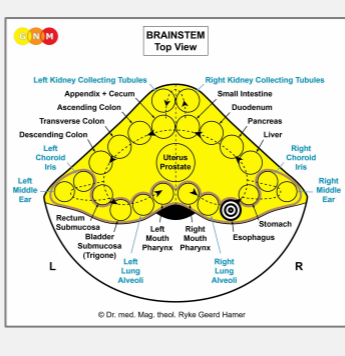 GNM
BRAINSTEM
Top View
Left Kidney Collecting Tubules
Right Kidney Collecting Tubules
Appendix + Cecum
Small Intestine
Ascending Colon
Duodenum
Transverse Colon
Pancreas
Descending Colon
Liver
Left
Choroid
Iris
Right
Choroid
Iris
Uterus
Prostate
Left
Middle
Ear
Right
Middle
Ear
Rectum
Submucosa
Bladder
Submucosa
(Trigone)
Left
Mouth
Pharynx
Right
Mouth
Pharynx
Stomach
Esophagus
Left
Lung
Alveoli
Right
Lung
Alveoli
L
R
© Dr. med. Mag. theol. Ryke Geerd Hamer